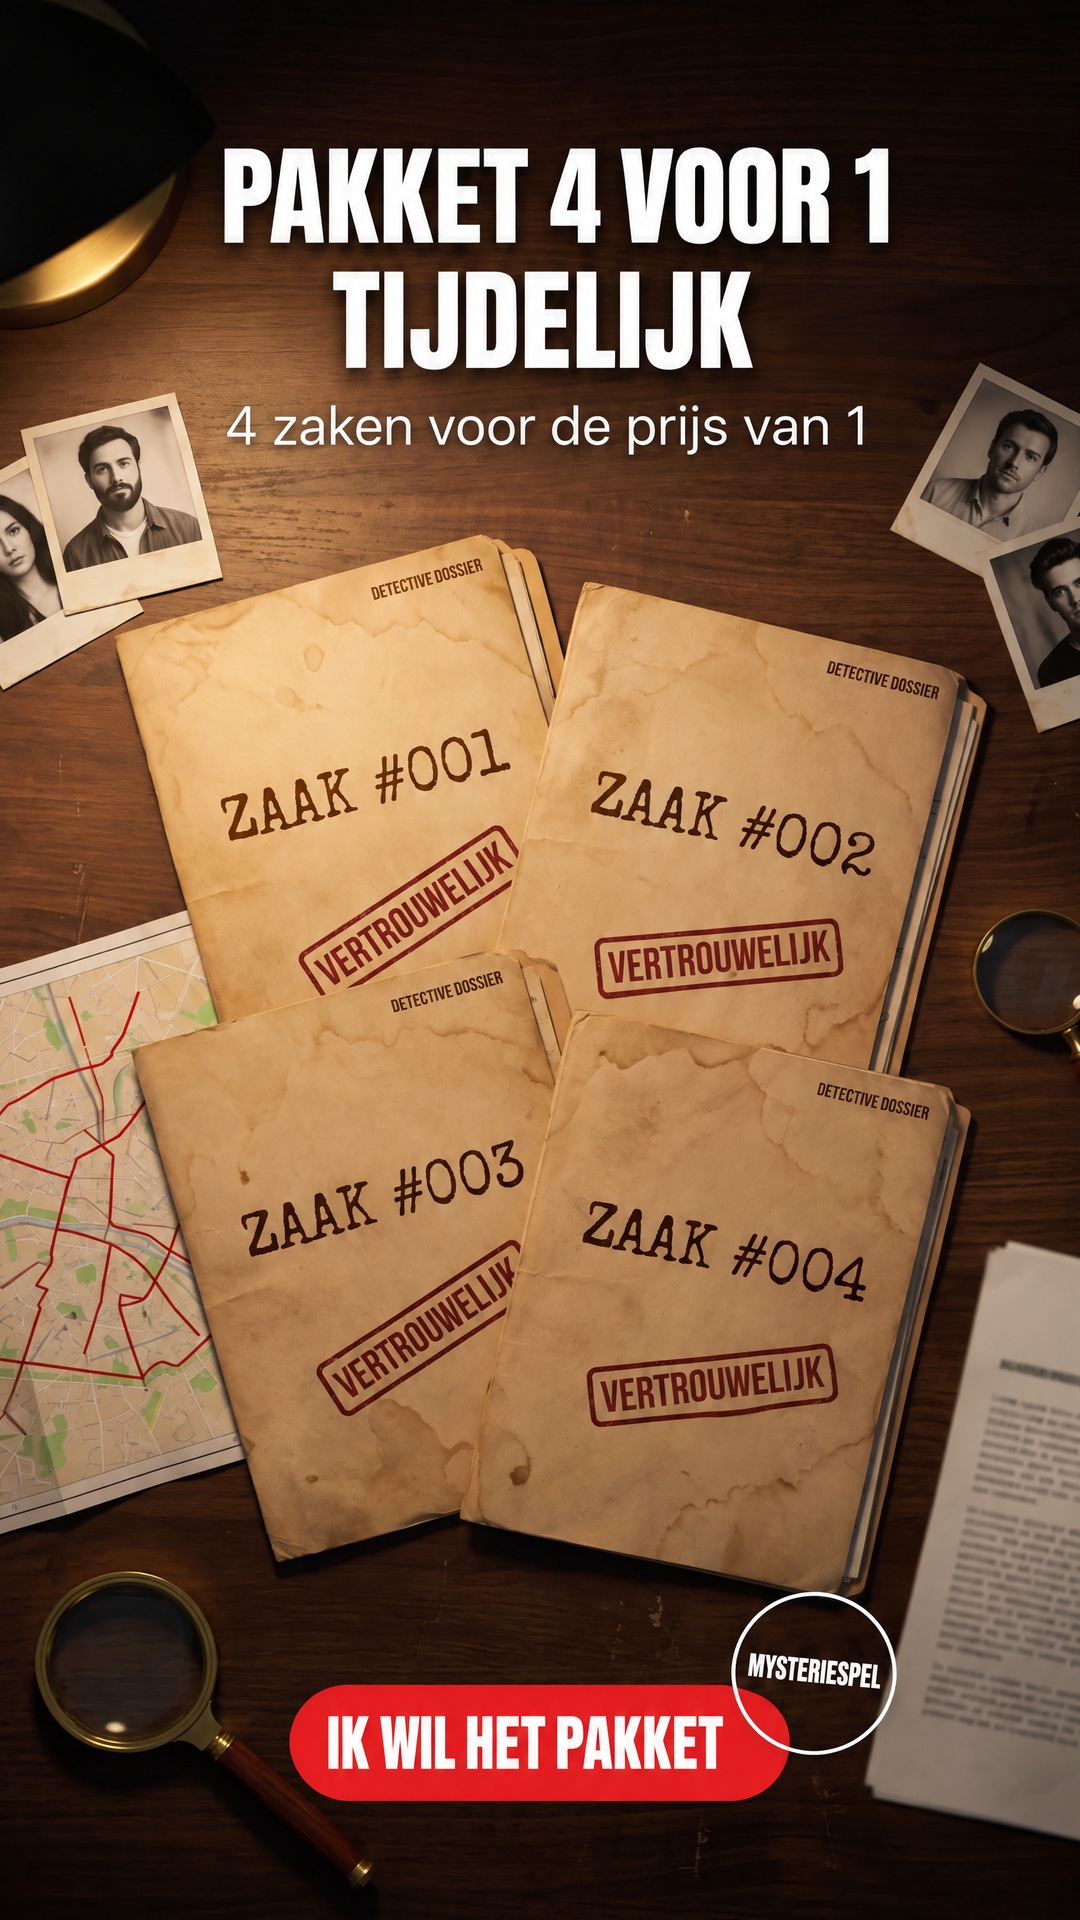 PAKKET 4 VOOR 1
TIJDELIJK
4 zaken voor de prijs van 1
DETECTIVE DOSSIER
ZAAK #001
VERTROUWELIJK
DETECTIVE DOSSIER
ZAAK #002
VERTROUWELIJK
DETECTIVE DOSSIER
ZAAK #003
VERTROUWELIJK
DETECTIVE DOSSIER
ZAAK #004
VERTROUWELIJK
MYSTERIESPEL
IK WIL HET PAKKET